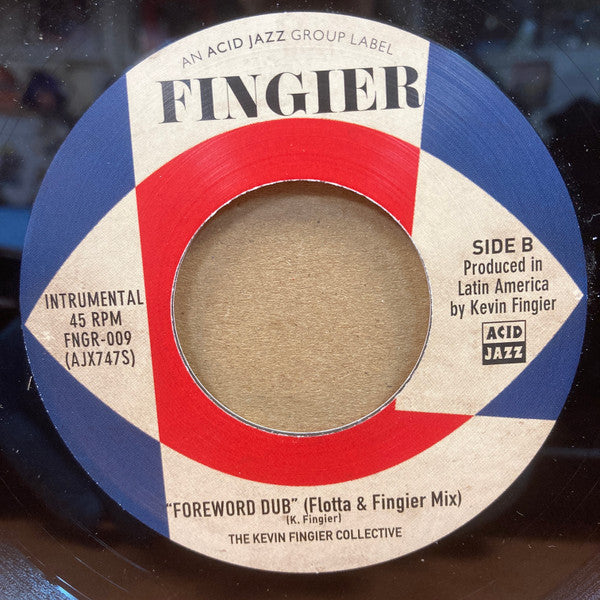 AN ACID JAZZ GROUP LABEL
FINGIER
INTRUMENTAL
45 RPM
FNGR-009
(AJX747S)
SIDE B
Produced in
Latin America
by Kevin Fingier
ACID
JAZZ
"FOREWORD DUB" (Flotta & Fingier Mix)
(K. Fingier)
THE KEVIN FINGIER COLLECTIVE